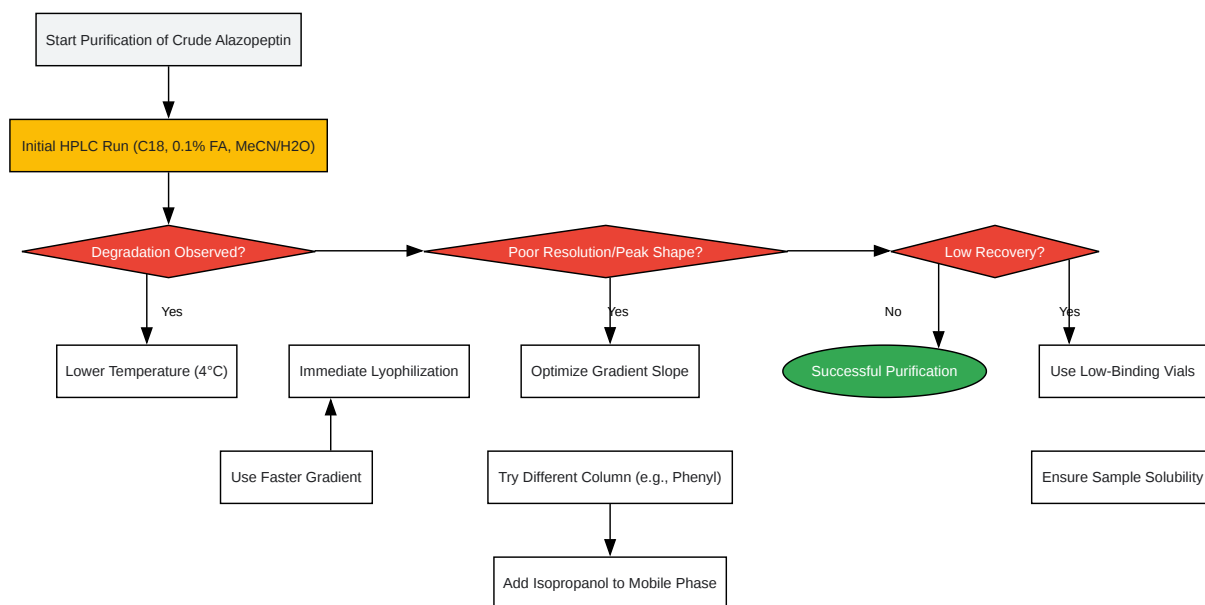 Start Purification of Crude Alazopeptin
Initial HPLC Run (C18, 0.1% FA, MeCN/H2O)
Degradation Observed?
Poor Resolution/Peak Shape?
Low Recovery?
Yes
Yes
No
Yes
Lower Temperature (4°C)
Immediate Lyophilization
Optimize Gradient Slope
Successful Purification
Use Low-Binding Vials
Use Faster Gradient
Try Different Column (e.g., Phenyl)
Ensure Sample Solubility
Add Isopropanol to Mobile Phase